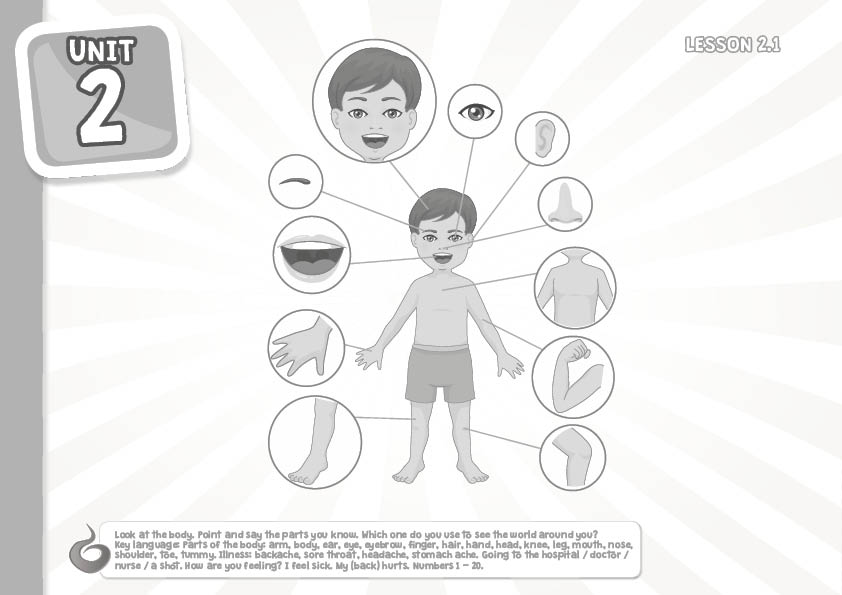 UNIT
2
LESSON 2.1
Look at the body. Point and say the parts you know. Which one do you use to see the world around you?
Key language: Parts of the body: arm, body, ear, eye, eyebrow, finger, hair, hand, head, knee, leg, mouth, nose,
shoulder, toe, tummy. Illness: backache, sore throat, headache, stomach ache. Going to the hospital / doctor /
nurse / a shot. How are you feeling? I feel sick. My (back) hurts. Numbers 1 – 20.